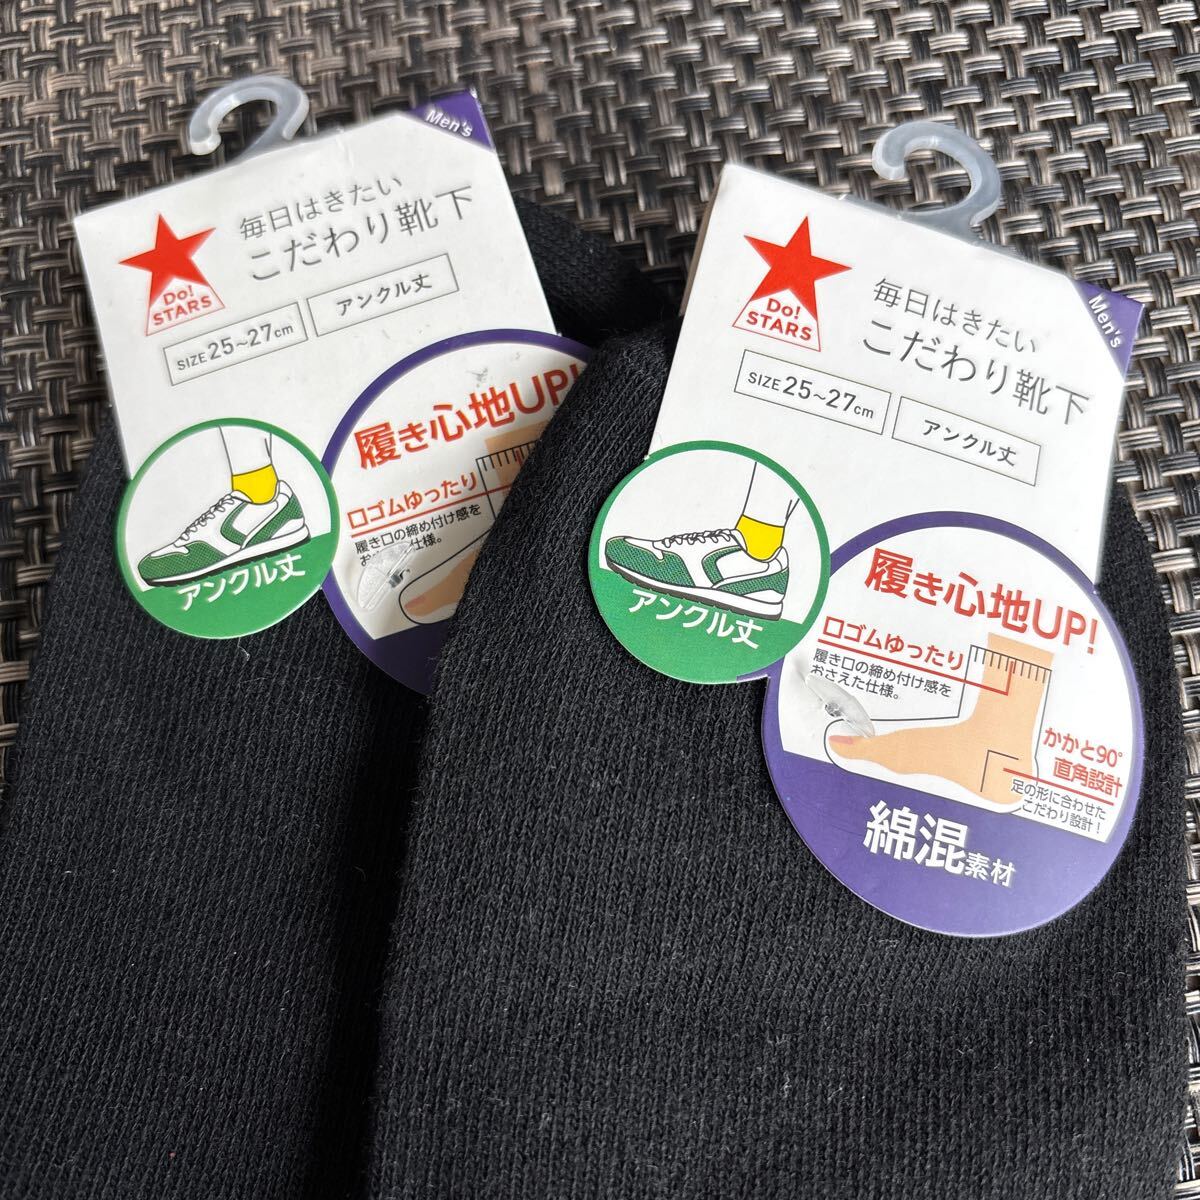 Men's
毎日はきたい
こだわり靴下
Do!
STARS
SIZE 25~27cm
アンクル丈
履き心地UP!
口ゴムゆったり
履き口の締め付け感を
仕様。
アンクル丈
Men's
毎日はきたい
こだわり靴下
Do!
STARS
SIZE 25~27cm
アンクル丈
履き心地UP!
口ゴムゆったり
履き口の締め付け感を
おさえた仕様。
アンクル丈
かかと90°
直角設計
足の形に合わせた
こだわり設計!
綿混素材